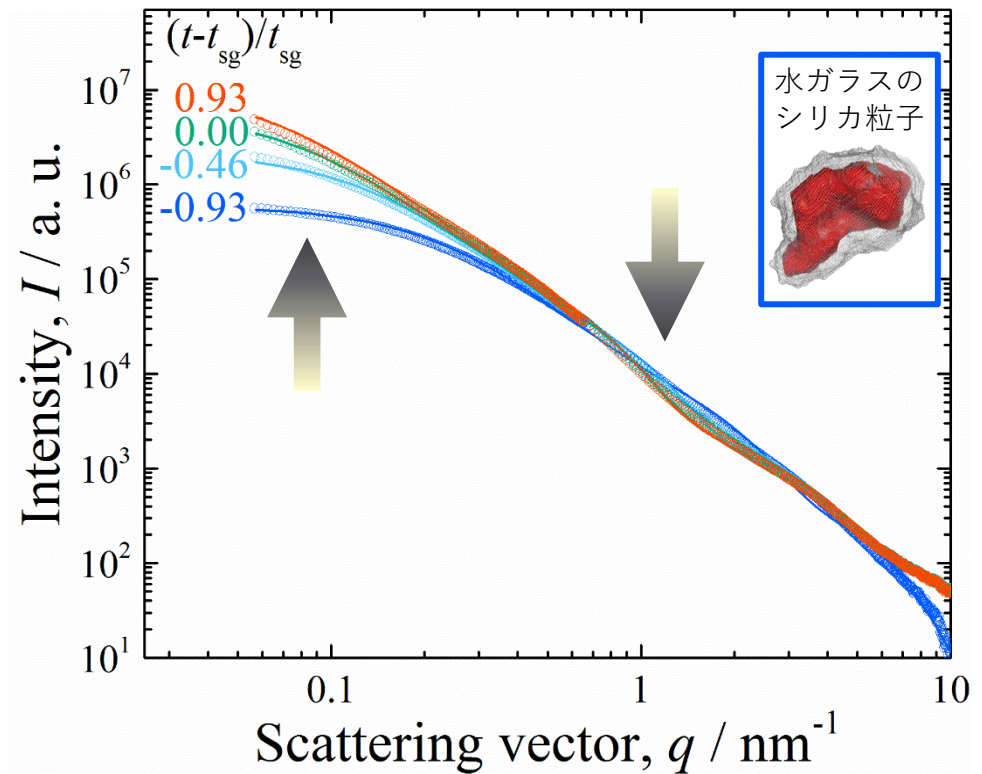 (t-t_sg)/t_sg
0.93
0.00
-0.46
-0.93
水ガラスの
シリカ粒子
10^7
10^6
10^5
10^4
10^3
10^2
10^1
0.1
1
10
Intensity, I / a. u.
Scattering vector, q / nm^-1